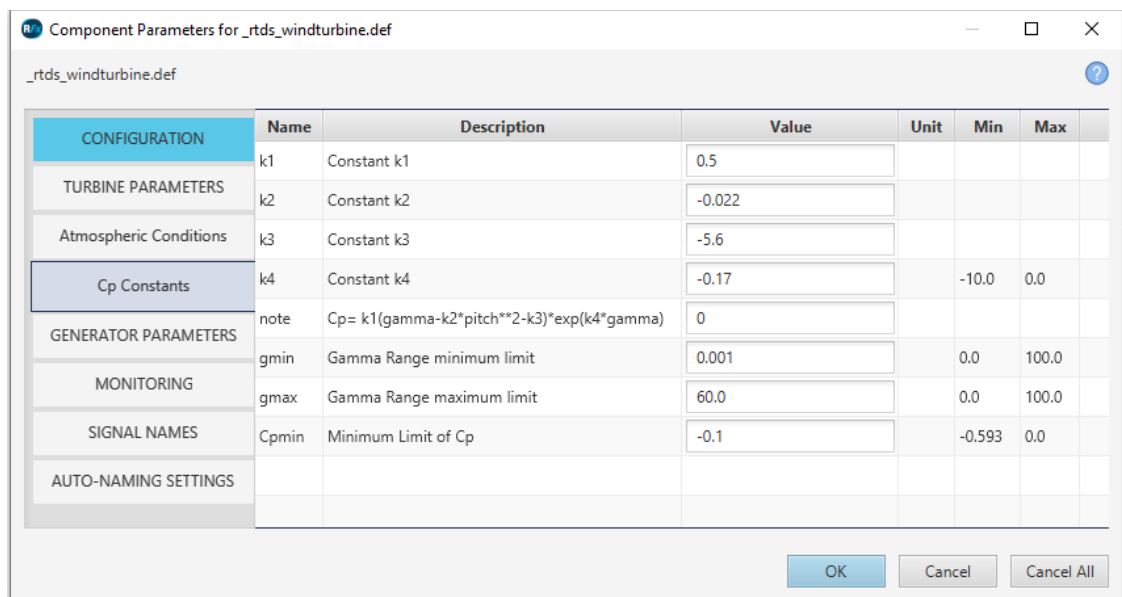 RFx Component Parameters for _rtds_windturbine.def
_rtds_windturbine.def
?
CONFIGURATION
TURBINE PARAMETERS
Atmospheric Conditions
Cp Constants
GENERATOR PARAMETERS
MONITORING
SIGNAL NAMES
AUTO-NAMING SETTINGS
Name Description Value Unit Min Max
k1 Constant k1 0.5
k2 Constant k2 -0.022
k3 Constant k3 -5.6
k4 Constant k4 -0.17 -10.0 0.0
note Cp= k1(gamma-k2*pitch**2-k3)*exp(k4*gamma) 0
gmin Gamma Range minimum limit 0.001 0.0 100.0
gmax Gamma Range maximum limit 60.0 0.0 100.0
Cpmin Minimum Limit of Cp -0.1 -0.593 0.0
OK Cancel Cancel All